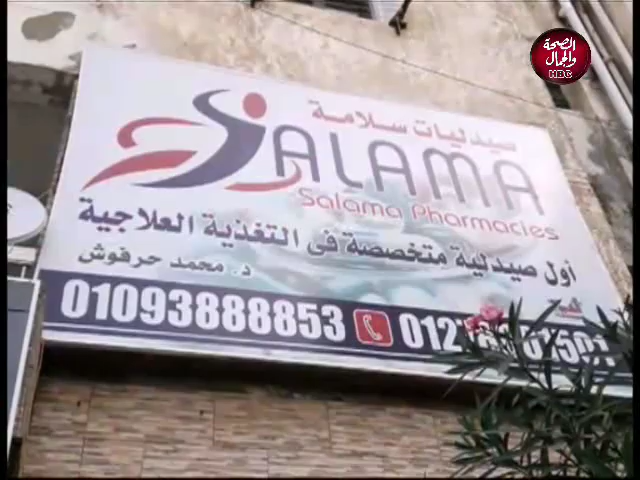 الصحة
والجمال
HBC
صيدليات سلامة
SALAMA
Salama Pharmacies
أول صيدلية متخصصة فى التغذية العلاجية
د. محمد حرفوش
01093888853